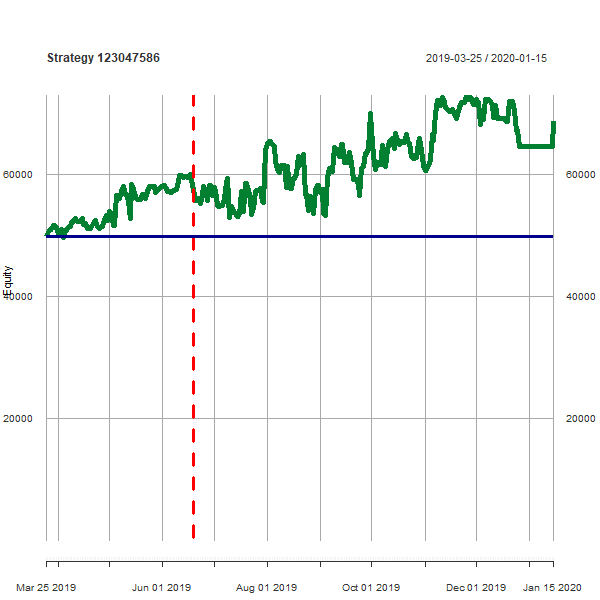 Strategy 123047586
2019-03-25 / 2020-01-15
60000
60000
Equity
40000
40000
20000
20000
Mar 25 2019
Jun 01 2019
Aug 01 2019
Oct 01 2019
Dec 01 2019
Jan 15 2020